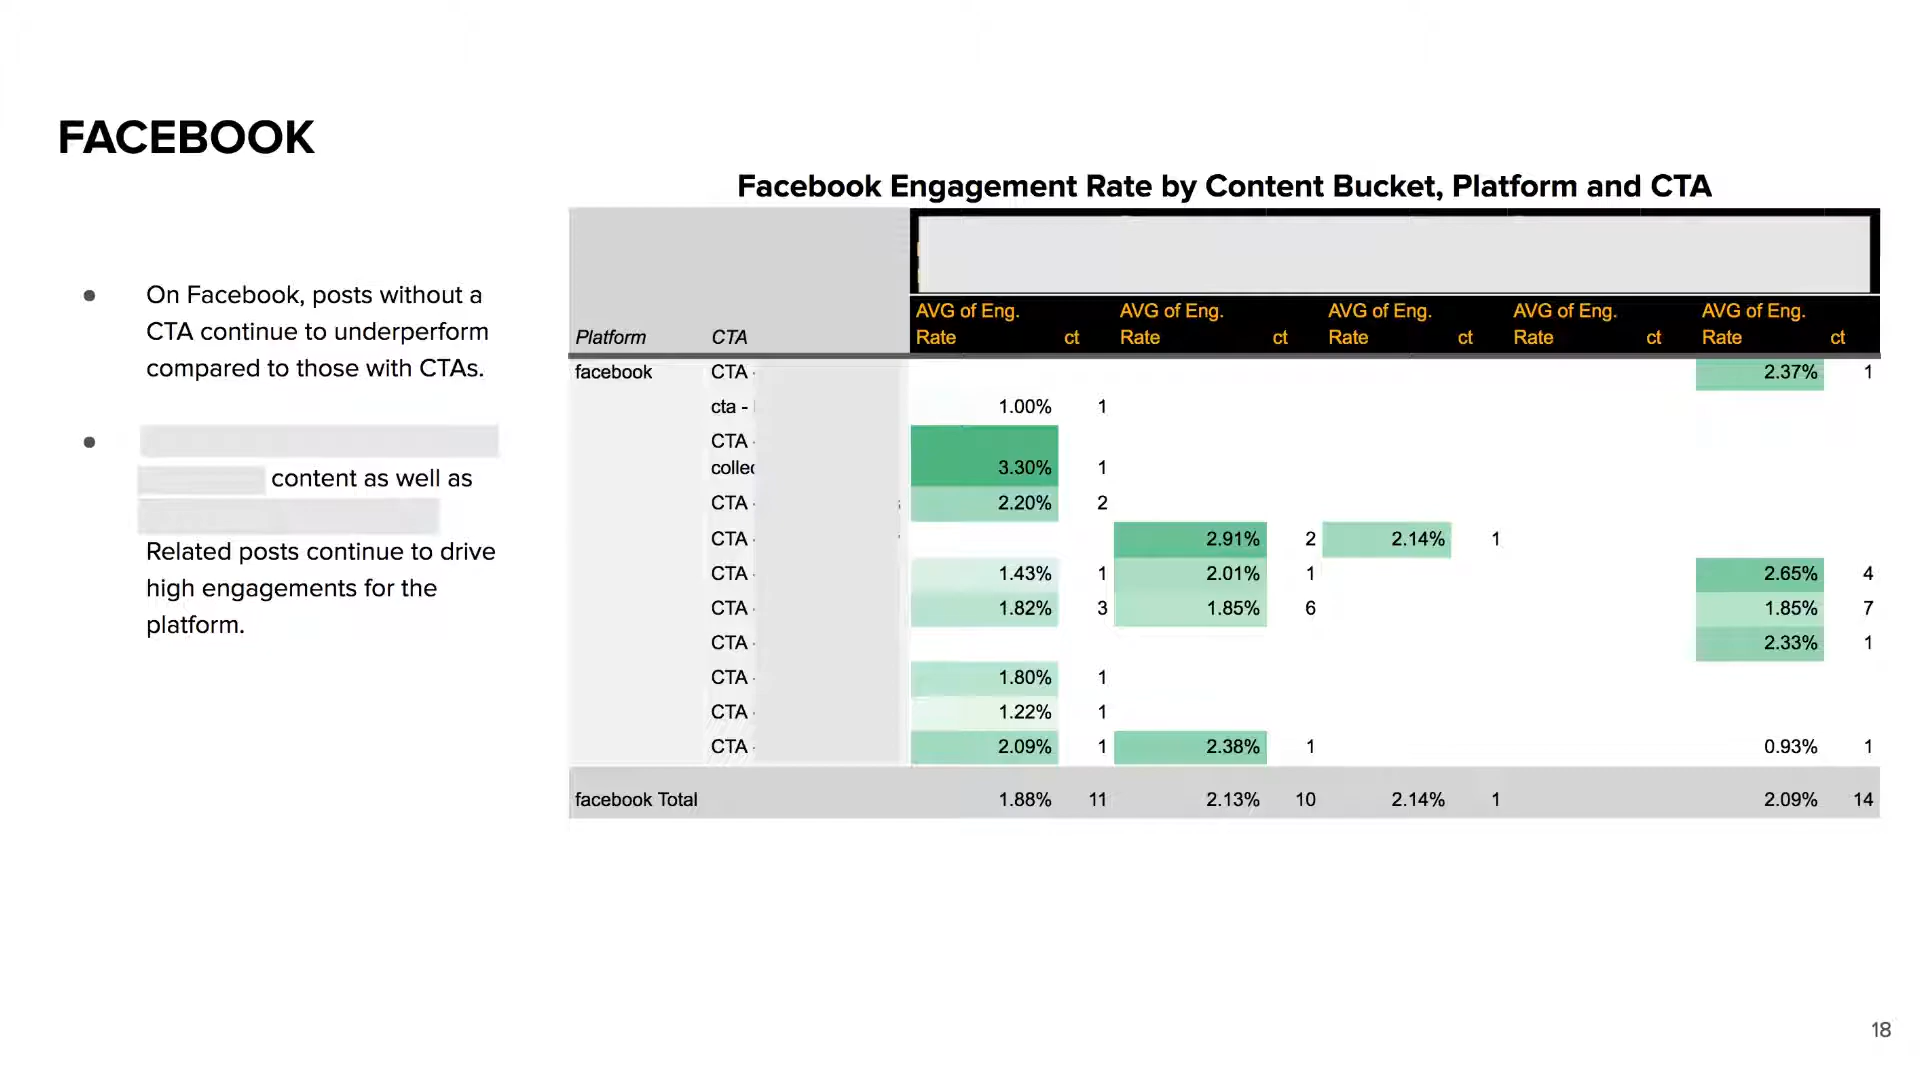 FACEBOOK
Facebook Engagement Rate by Content Bucket, Platform and CTA
On Facebook, posts without a
CTA continue to underperform
compared to those with CTAs.
content as well as
Related posts continue to drive
high engagements for the
platform.
AVG of Eng. AVG of Eng. AVG of Eng. AVG of Eng. AVG of Eng.
Platform CTA Rate ct Rate ct Rate ct Rate ct Rate ct
facebook CTA - 2.37% 1
cta - 1.00% 1
CTA -
3.30% 1
CTA - 2.20% 2
CTA - 2.91% 2 2.14% 1
CTA - 1.43% 1 2.01% 1 2.65% 4
CTA - 1.82% 3 1.85% 6 1.85% 7
CTA - 2.33% 1
CTA - 1.80% 1
CTA - 1.22% 1
CTA - 2.09% 1 2.38% 1 0.93% 1
facebook Total 1.88% 11 2.13% 10 2.14% 1 2.09% 14
18